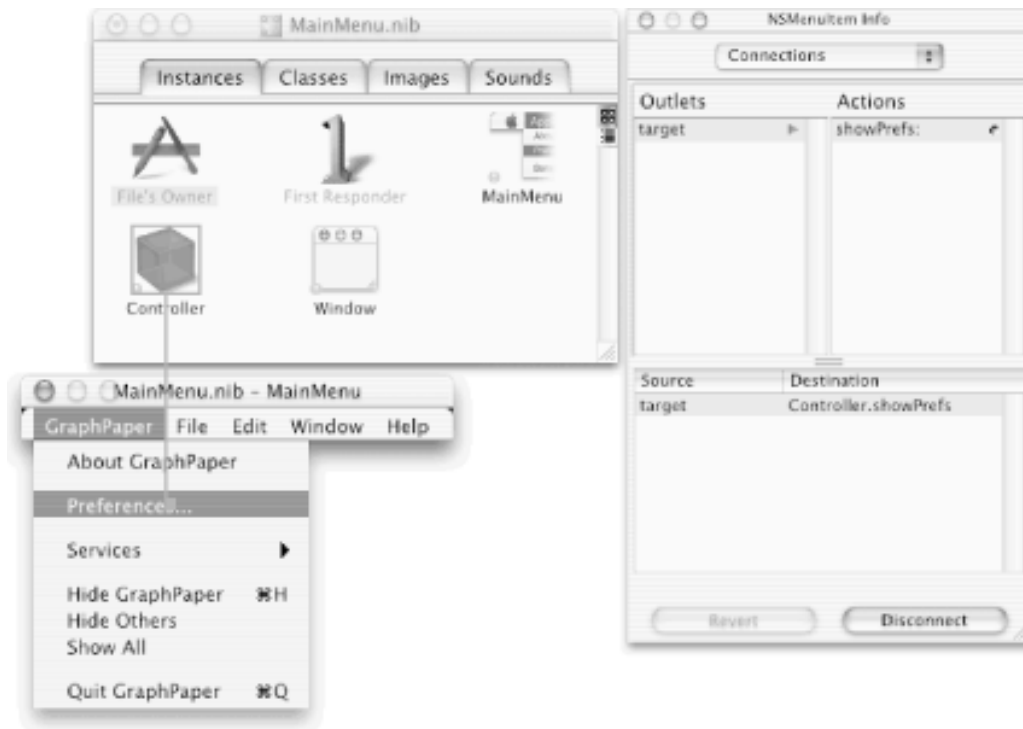 MainMenu.nib
Instances Classes Images Sounds
File's Owner
First Responder
MainMenu
Controller
Window
MainMenu.nib - MainMenu
GraphPaper File Edit Window Help
About GraphPaper
Preferences...
Services
Hide GraphPaper ⌘H
Hide Others
Show All
Quit GraphPaper ⌘Q
NSMenuItem Info
Connections
Outlets Actions
target showPrefs:
Source Destination
target Controller.showPrefs
Revert Disconnect